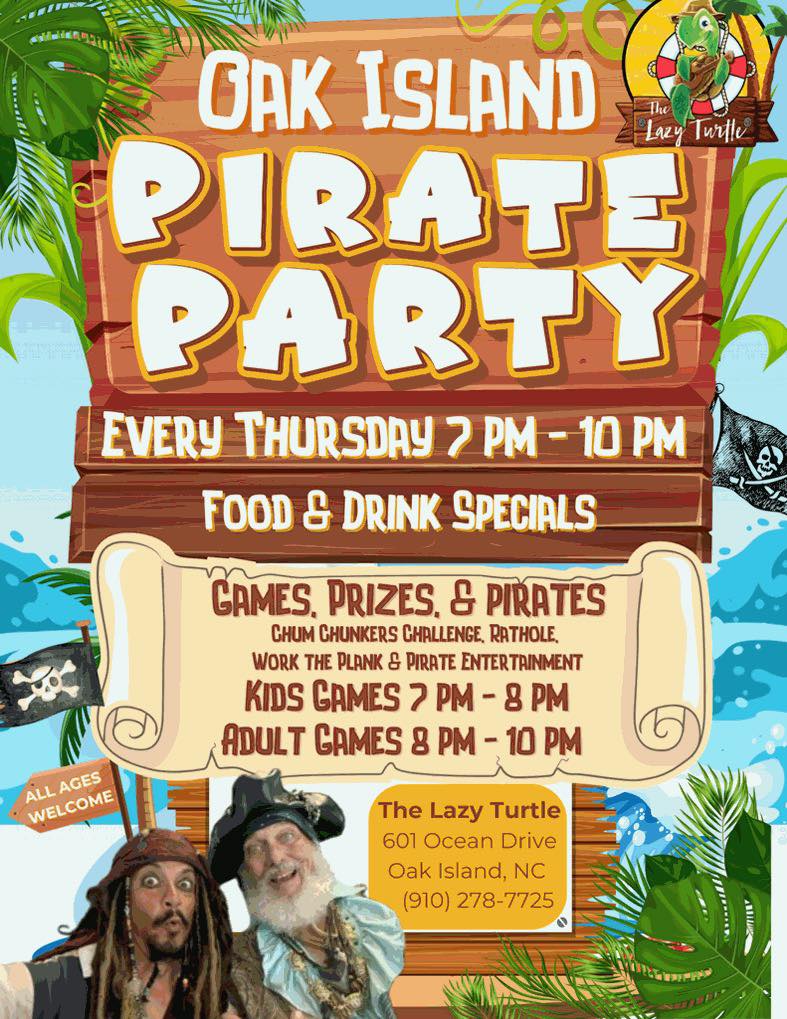 The
Lazy Turtle
Oak Island
PIRATE
PARTY
Every Thursday 7 PM - 10 PM
Food & Drink Specials
Games, Prizes, & Pirates
Chum Chunkers Challenge, Rathole,
Work the Plank & Pirate Entertainment
Kids Games 7 PM - 8 PM
Adult Games 8 PM - 10 PM
ALL AGES
WELCOME
The Lazy Turtle
601 Ocean Drive
Oak Island, NC
(910) 278-7725